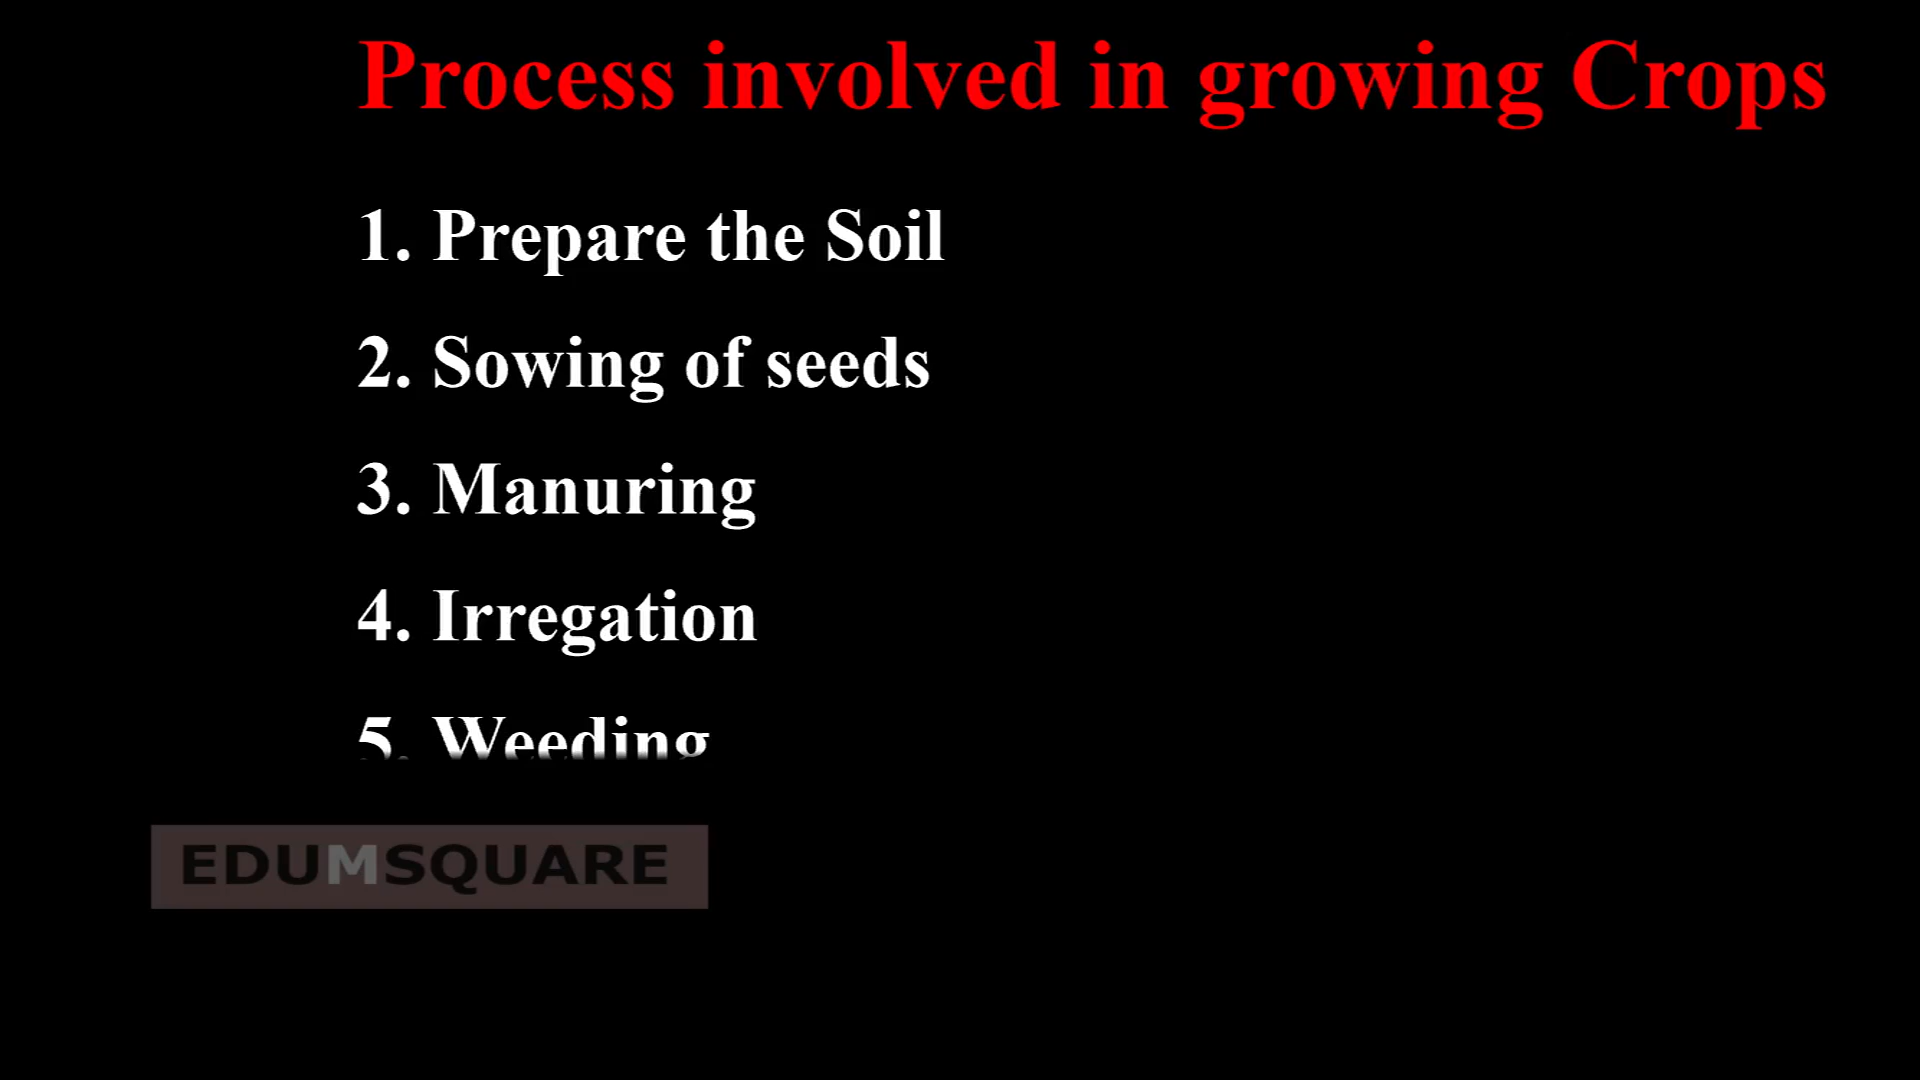 Process involved in growing Crops
1. Prepare the Soil
2. Sowing of seeds
3. Manuring
4. Irregation
5. Weeding
EDUMSQUARE